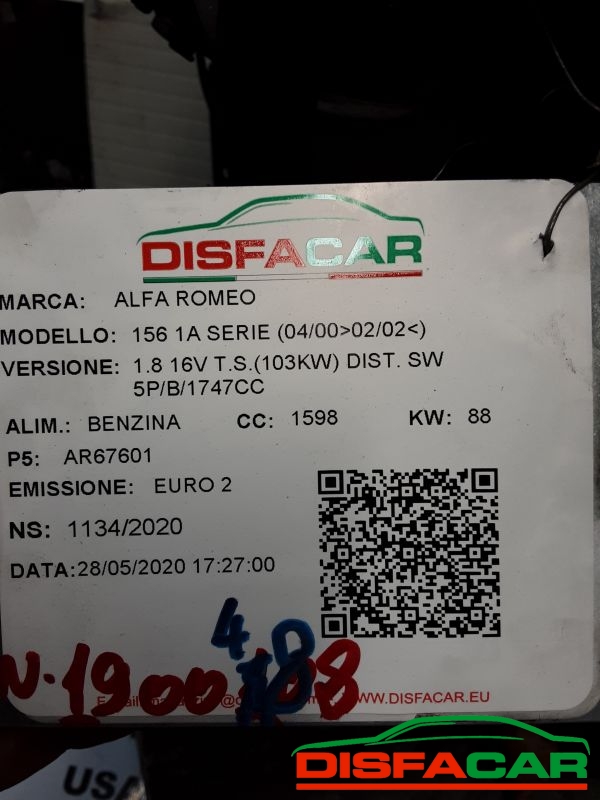 DISFACAR
MARCA: ALFA ROMEO
MODELLO: 156 1A SERIE (04/00>02/02<)
VERSIONE: 1.8 16V T.S.(103KW) DIST. SW
5P/B/1747CC
ALIM.: BENZINA CC: 1598 KW: 88
P5: AR67601
EMISSIONE: EURO 2
NS: 1134/2020
DATA:28/05/2020 17:27:00
WWW.DISFACAR.EU
DISFACAR
USA